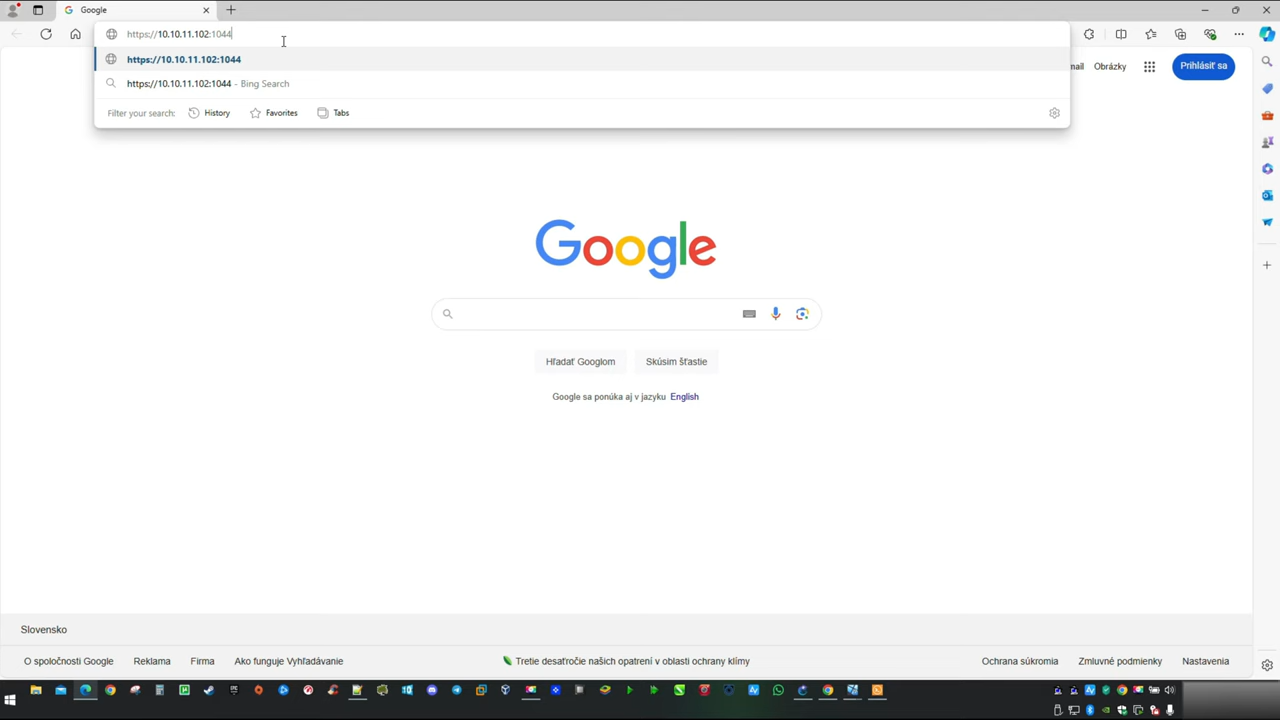 Google
https://10.10.11.102:1044
https://10.10.11.102:1044
https://10.10.11.102:1044 - Bing Search
Filter your search: History Favorites Tabs
mail Obrázky Prihlásiť sa
Google
Hľadať Googlom Skúsim šťastie
Google sa ponúka aj v jazyku English
Slovensko
O spoločnosti Google Reklama Firma Ako funguje Vyhľadávanie Tretie desaťročie našich opatrení v oblasti ochrany klímy Ochrana súkromia Zmluvné podmienky Nastavenia